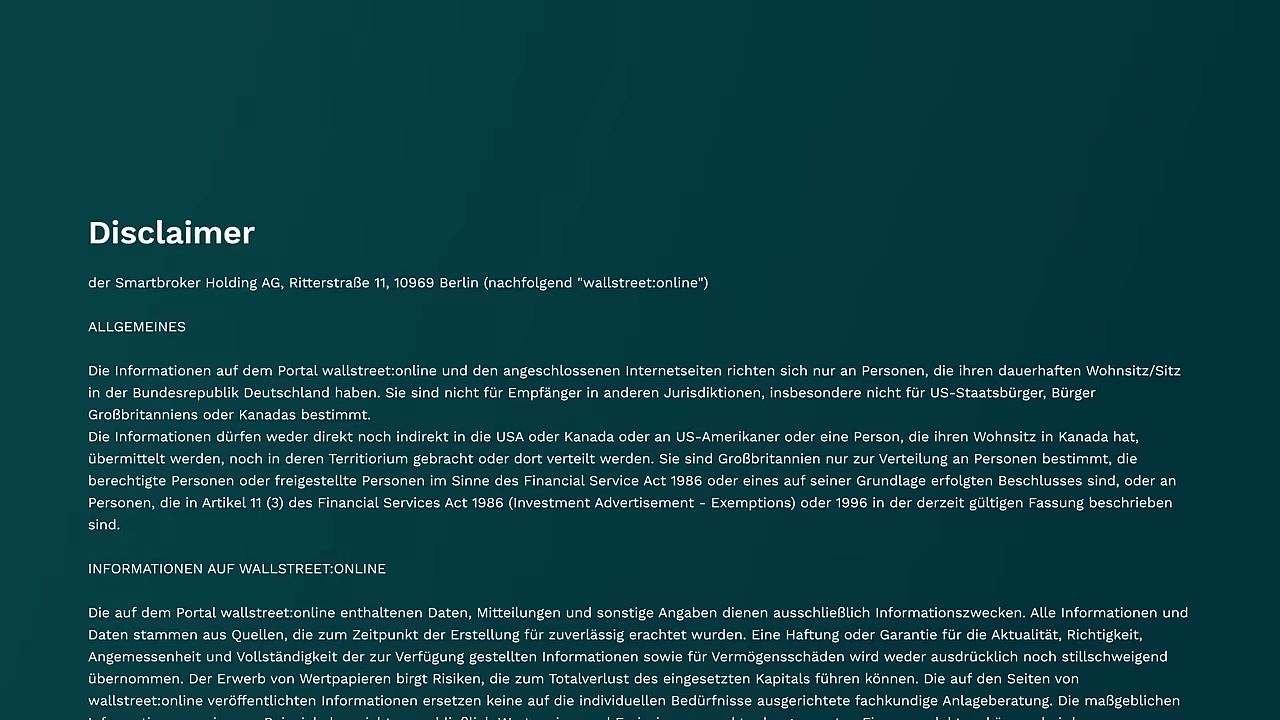 Disclaimer
der Smartbroker Holding AG, Ritterstraße 11, 10969 Berlin (nachfolgend "wallstreet:online")
ALLGEMEINES
Die Informationen auf dem Portal wallstreet:online und den angeschlossenen Internetseiten richten sich nur an Personen, die ihren dauerhaften Wohnsitz/Sitz
in der Bundesrepublik Deutschland haben. Sie sind nicht für Empfänger in anderen Jurisdiktionen, insbesondere nicht für US-Staatsbürger, Bürger
Großbritanniens oder Kanadas bestimmt.
Die Informationen dürfen weder direkt noch indirekt in die USA oder Kanada oder an US-Amerikaner oder eine Person, die ihren Wohnsitz in Kanada hat,
übermittelt werden, noch in deren Territiorium gebracht oder dort verteilt werden. Sie sind Großbritannien nur zur Verteilung an Personen bestimmt, die
berechtigte Personen oder freigestellte Personen im Sinne des Financial Service Act 1986 oder eines auf seiner Grundlage erfolgten Beschlusses sind, oder an
Personen, die in Artikel 11 (3) des Financial Services Act 1986 (Investment Advertisement - Exemptions) oder 1996 in der derzeit gültigen Fassung beschrieben
sind.
INFORMATIONEN AUF WALLSTREET:ONLINE
Die auf dem Portal wallstreet:online enthaltenen Daten, Mitteilungen und sonstige Angaben dienen ausschließlich Informationszwecken. Alle Informationen und
Daten stammen aus Quellen, die zum Zeitpunkt der Erstellung für zuverlässig erachtet wurden. Eine Haftung oder Garantie für die Aktualität, Richtigkeit,
Angemessenheit und Vollständigkeit der zur Verfügung gestellten Informationen sowie für Vermögensschäden wird weder ausdrücklich noch stillschweigend
übernommen. Der Erwerb von Wertpapieren birgt Risiken, die zum Totalverlust des eingesetzten Kapitals führen können. Die auf den Seiten von
wallstreet:online veröffentlichten Informationen ersetzen keine auf die individuellen Bedürfnisse ausgerichtete fachkundige Anlageberatung. Die maßgeblichen